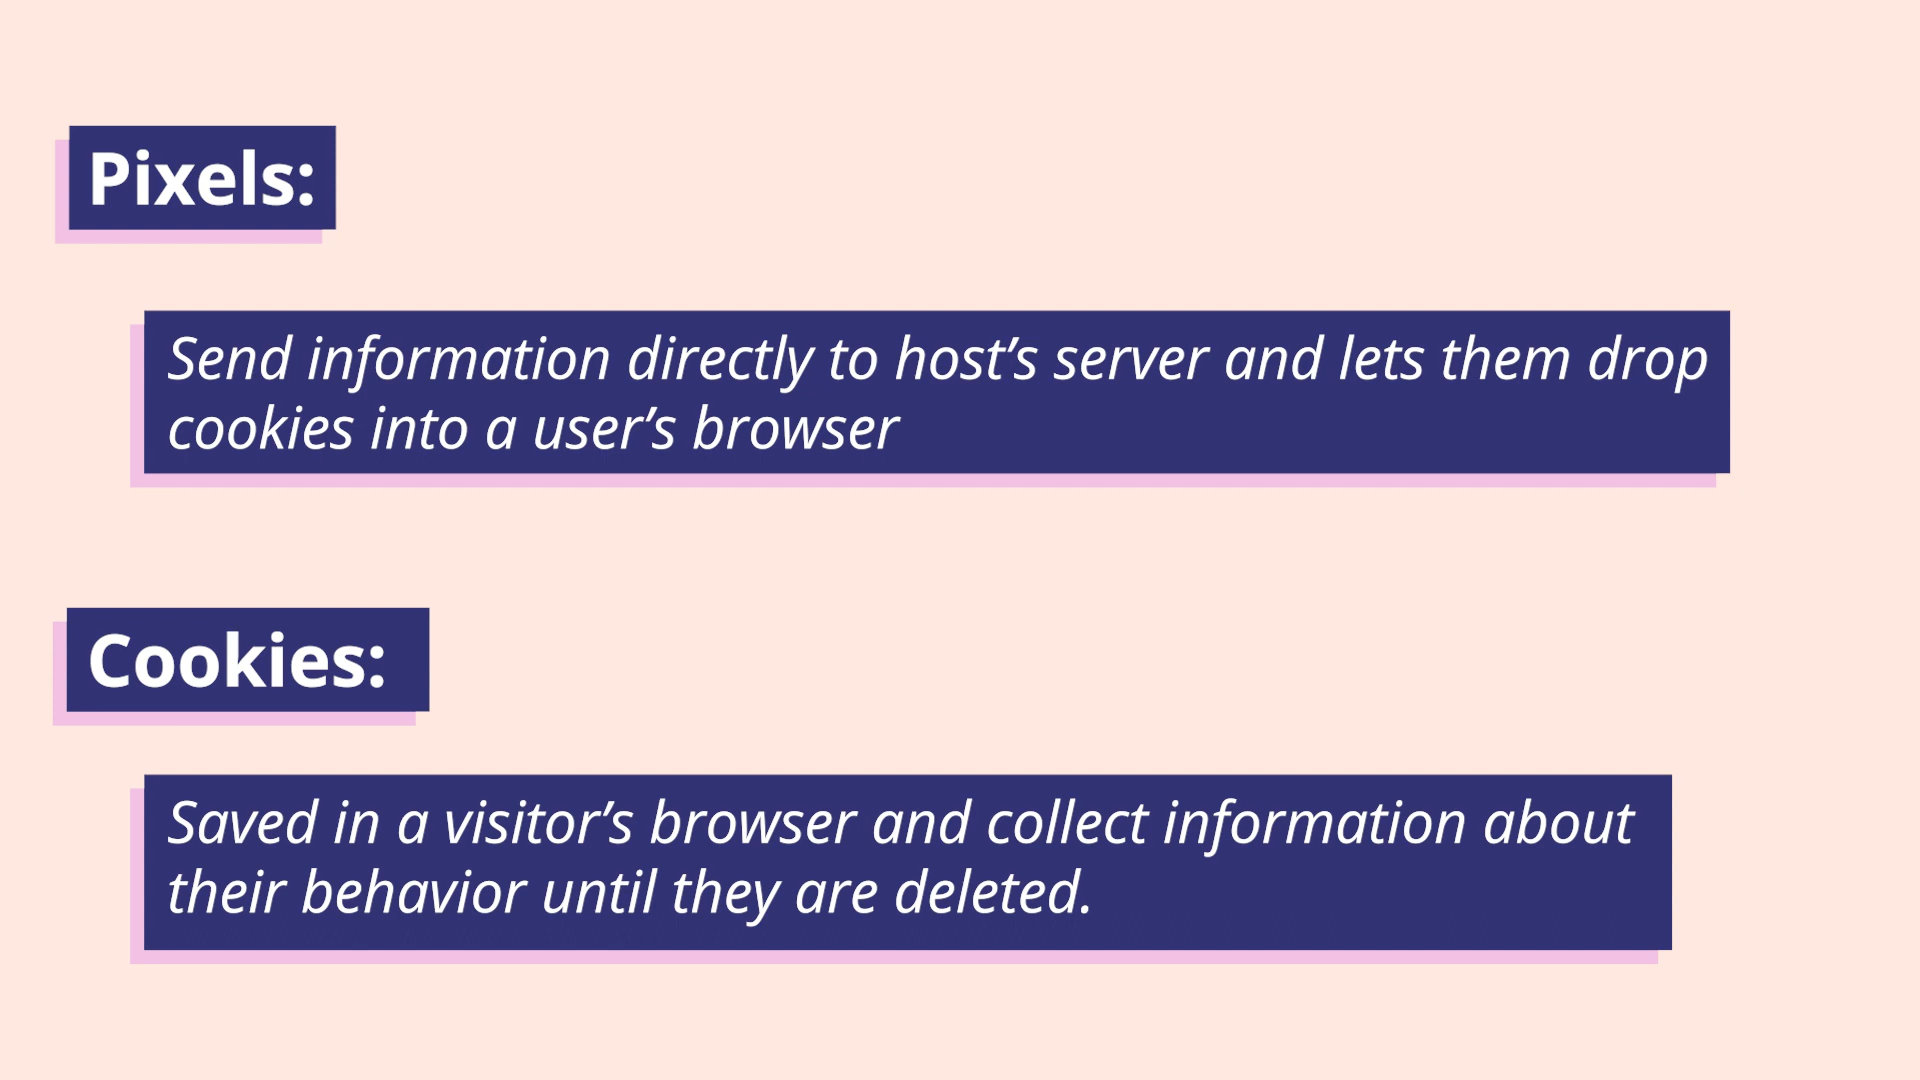 Pixels:
Send information directly to host’s server and lets them drop
cookies into a user’s browser
Cookies:
Saved in a visitor’s browser and collect information about
their behavior until they are deleted.